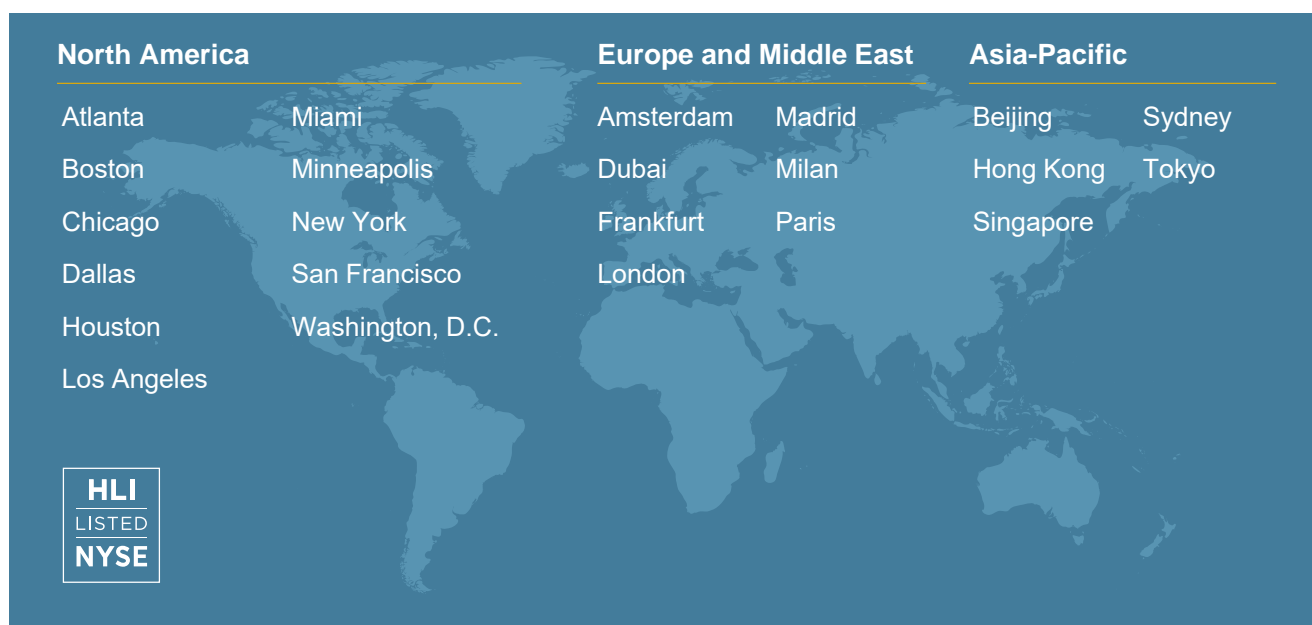 North America
Atlanta
Boston
Chicago
Dallas
Houston
Los Angeles
Miami
Minneapolis
New York
San Francisco
Washington, D.C.
Europe and Middle East
Amsterdam
Dubai
Frankfurt
London
Madrid
Milan
Paris
Asia-Pacific
Beijing
Hong Kong
Singapore
Sydney
Tokyo
HLI
LISTED
NYSE